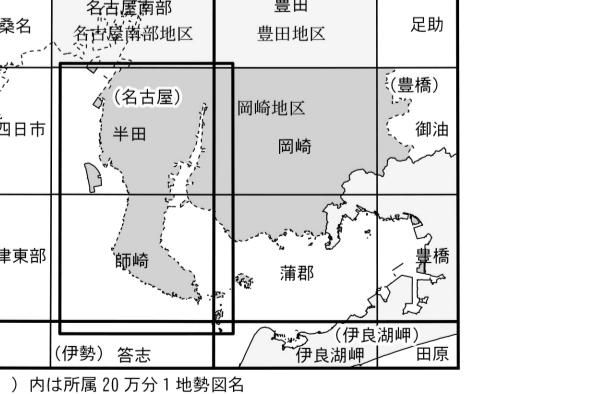 名古屋南部
豊田
桑名
名古屋南部地区
豊田地区
足助
（豊橋）
（名古屋）
岡崎地区
四日市
半田
御油
岡崎
津東部
師崎
豊橋
蒲郡
（伊良湖岬）
（伊勢）答志
伊良湖岬
田原
）内は所属20万分1地勢図名